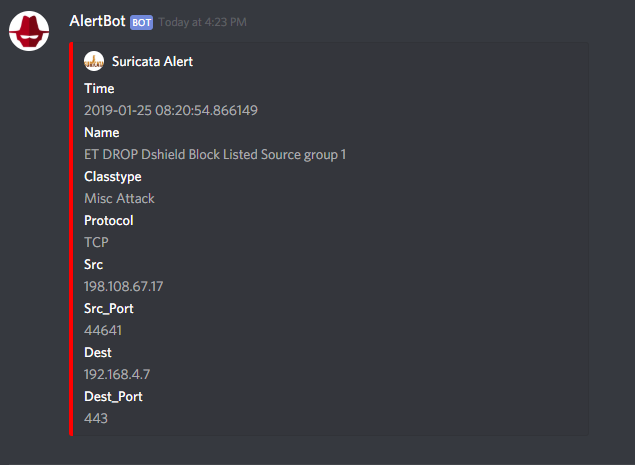 AlertBot BOT Today at 4:23 PM
Suricata Alert
Time
2019-01-25 08:20:54.866149
Name
ET DROP Dshield Block Listed Source group 1
Classtype
Misc Attack
Protocol
TCP
Src
198.108.67.17
Src_Port
44641
Dest
192.168.4.7
Dest_Port
443